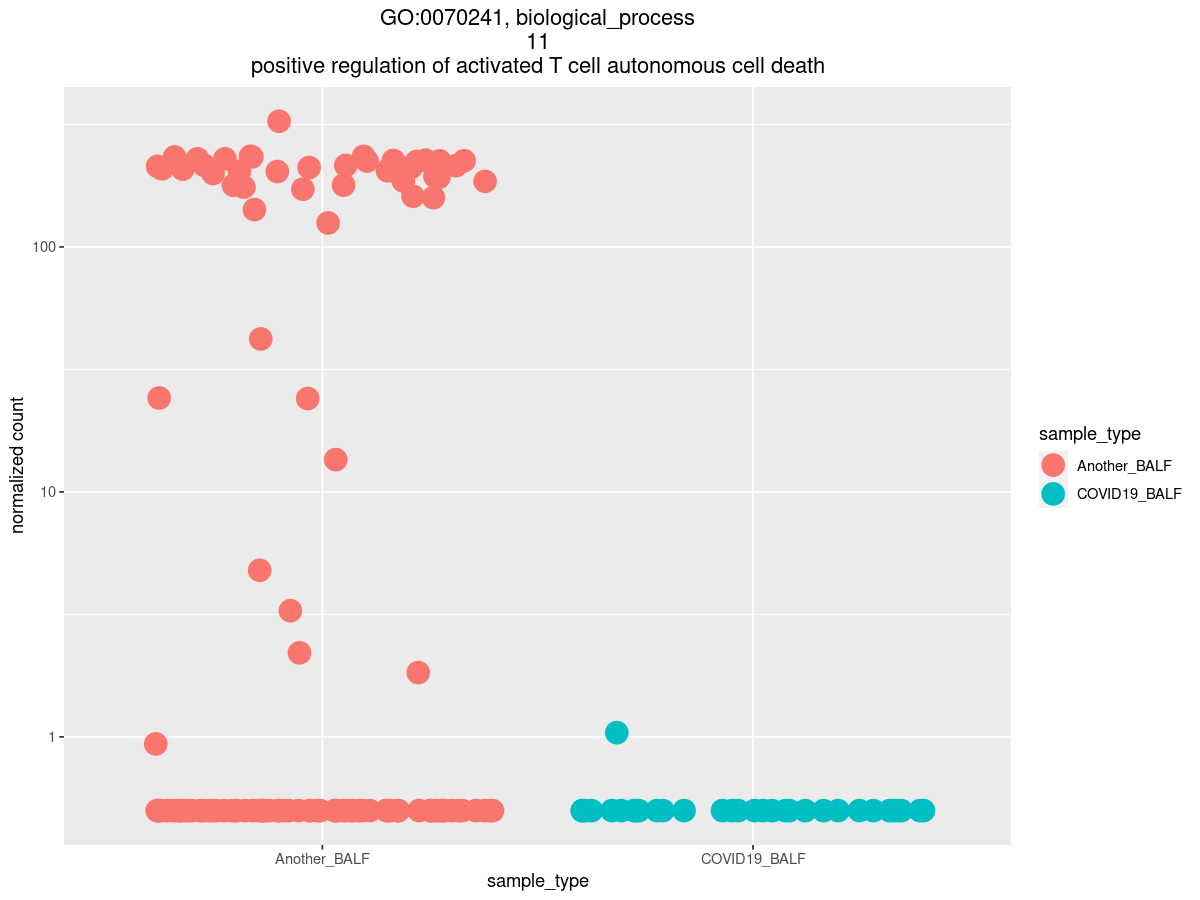 GO:0070241, biological_process
11
positive regulation of activated T cell autonomous cell death
100
10
1
normalized count
Another_BALF
COVID19_BALF
sample_type
sample_type
Another_BALF
COVID19_BALF